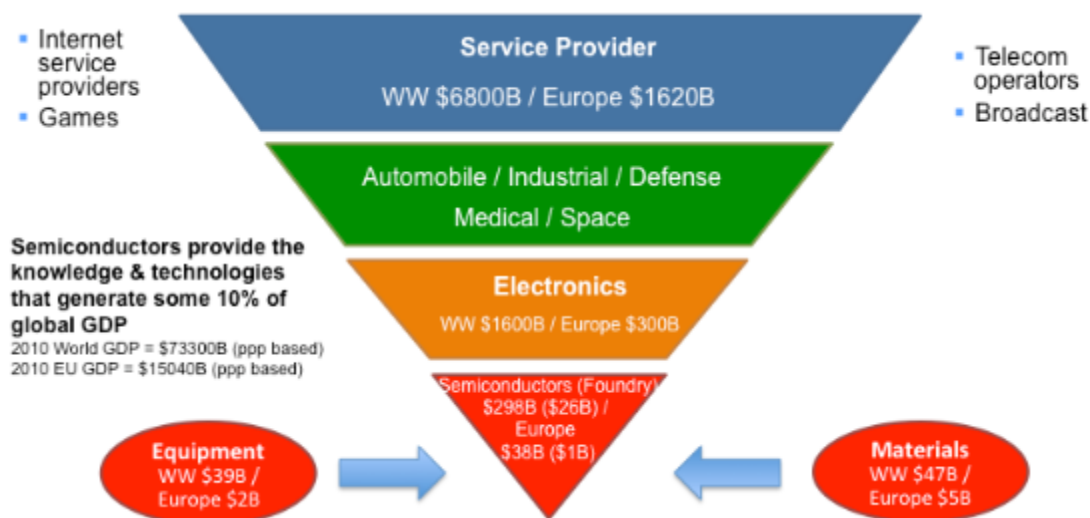 Internet
service
providers
Games
Service Provider
WW $6800B / Europe $1620B
Telecom
operators
Broadcast
Automobile / Industrial / Defense
Medical / Space
Semiconductors provide the
knowledge & technologies
that generate some 10% of
global GDP
2010 World GDP = $73300B (ppp based)
2010 EU GDP = $15040B (ppp based)
Electronics
WW $1600B / Europe $300B
Semiconductors (Foundry)
$298B ($26B) /
Europe
$38B ($1B)
Equipment
WW $39B /
Europe $2B
Materials
WW $47B /
Europe $5B